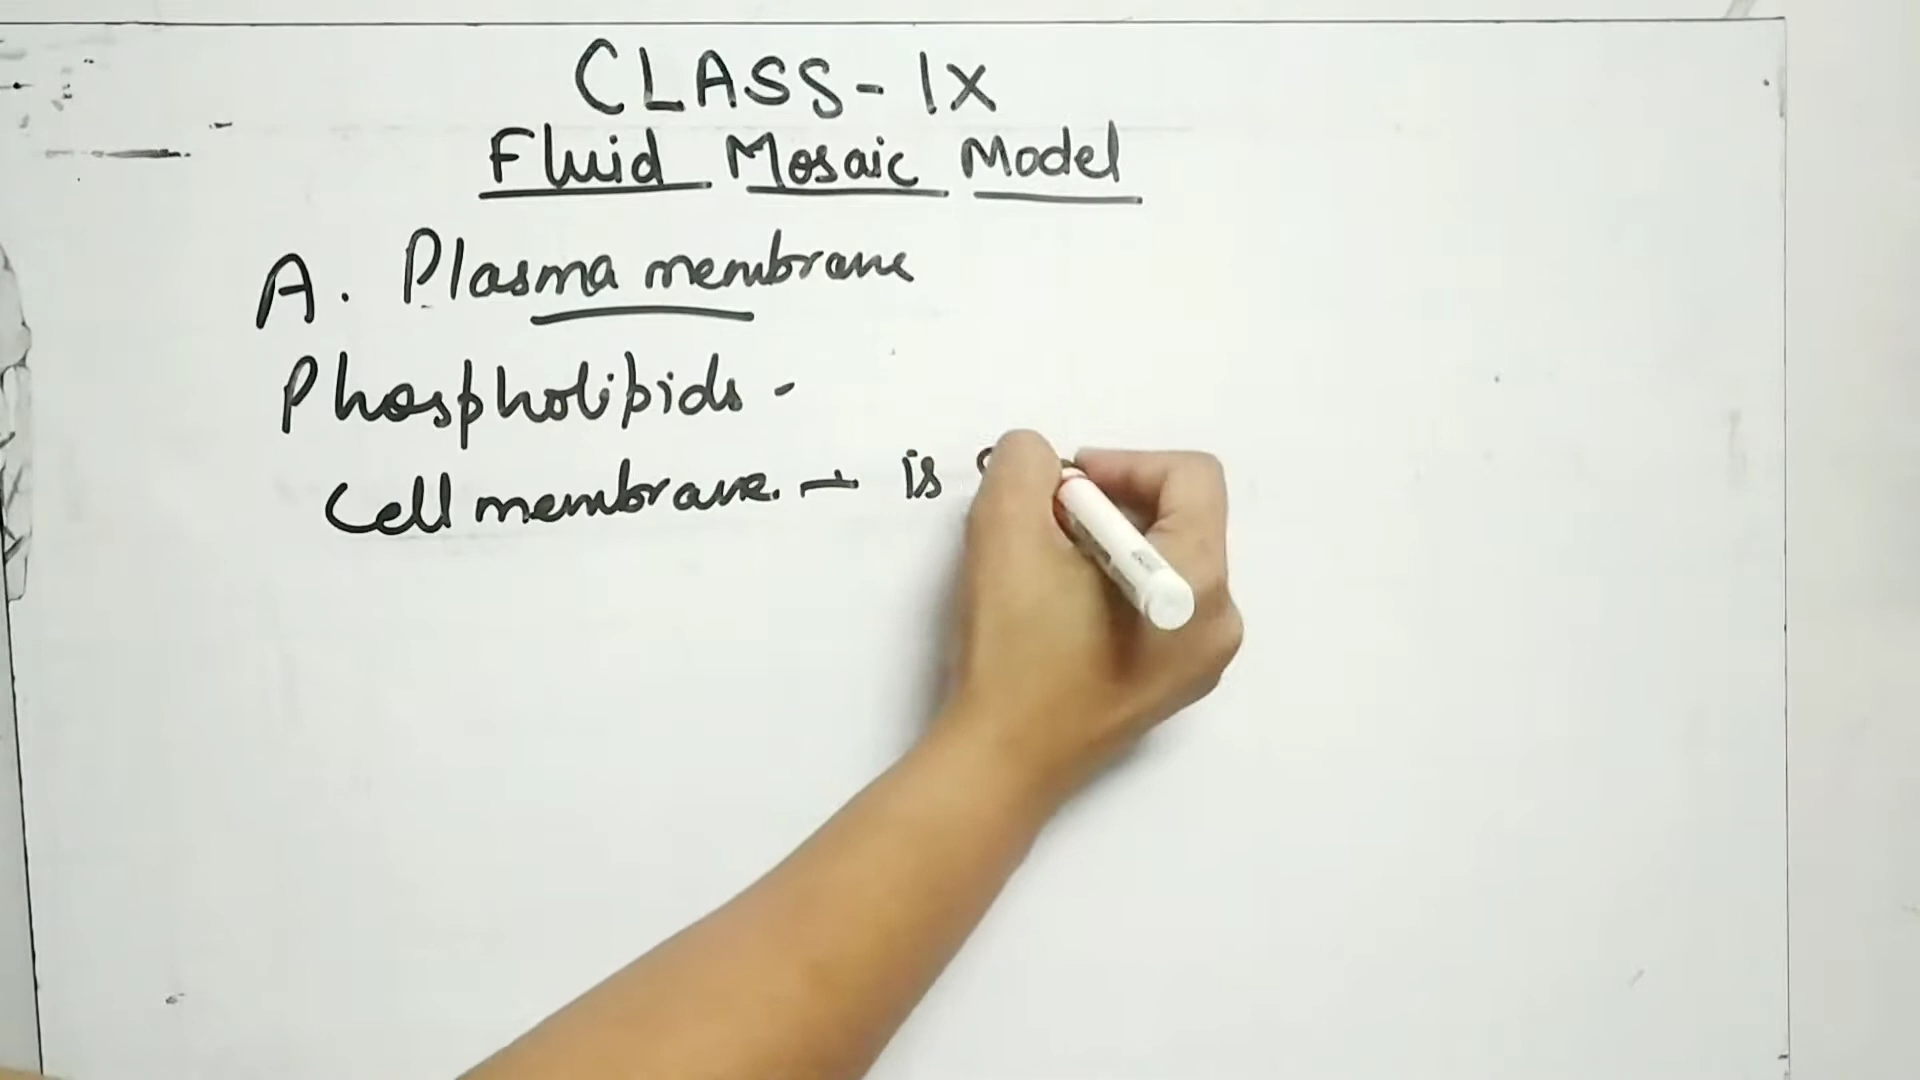 CLASS - IX
Fluid Mosaic Model
A. Plasma membrane
Phospholipids -
Cell membrane. - is